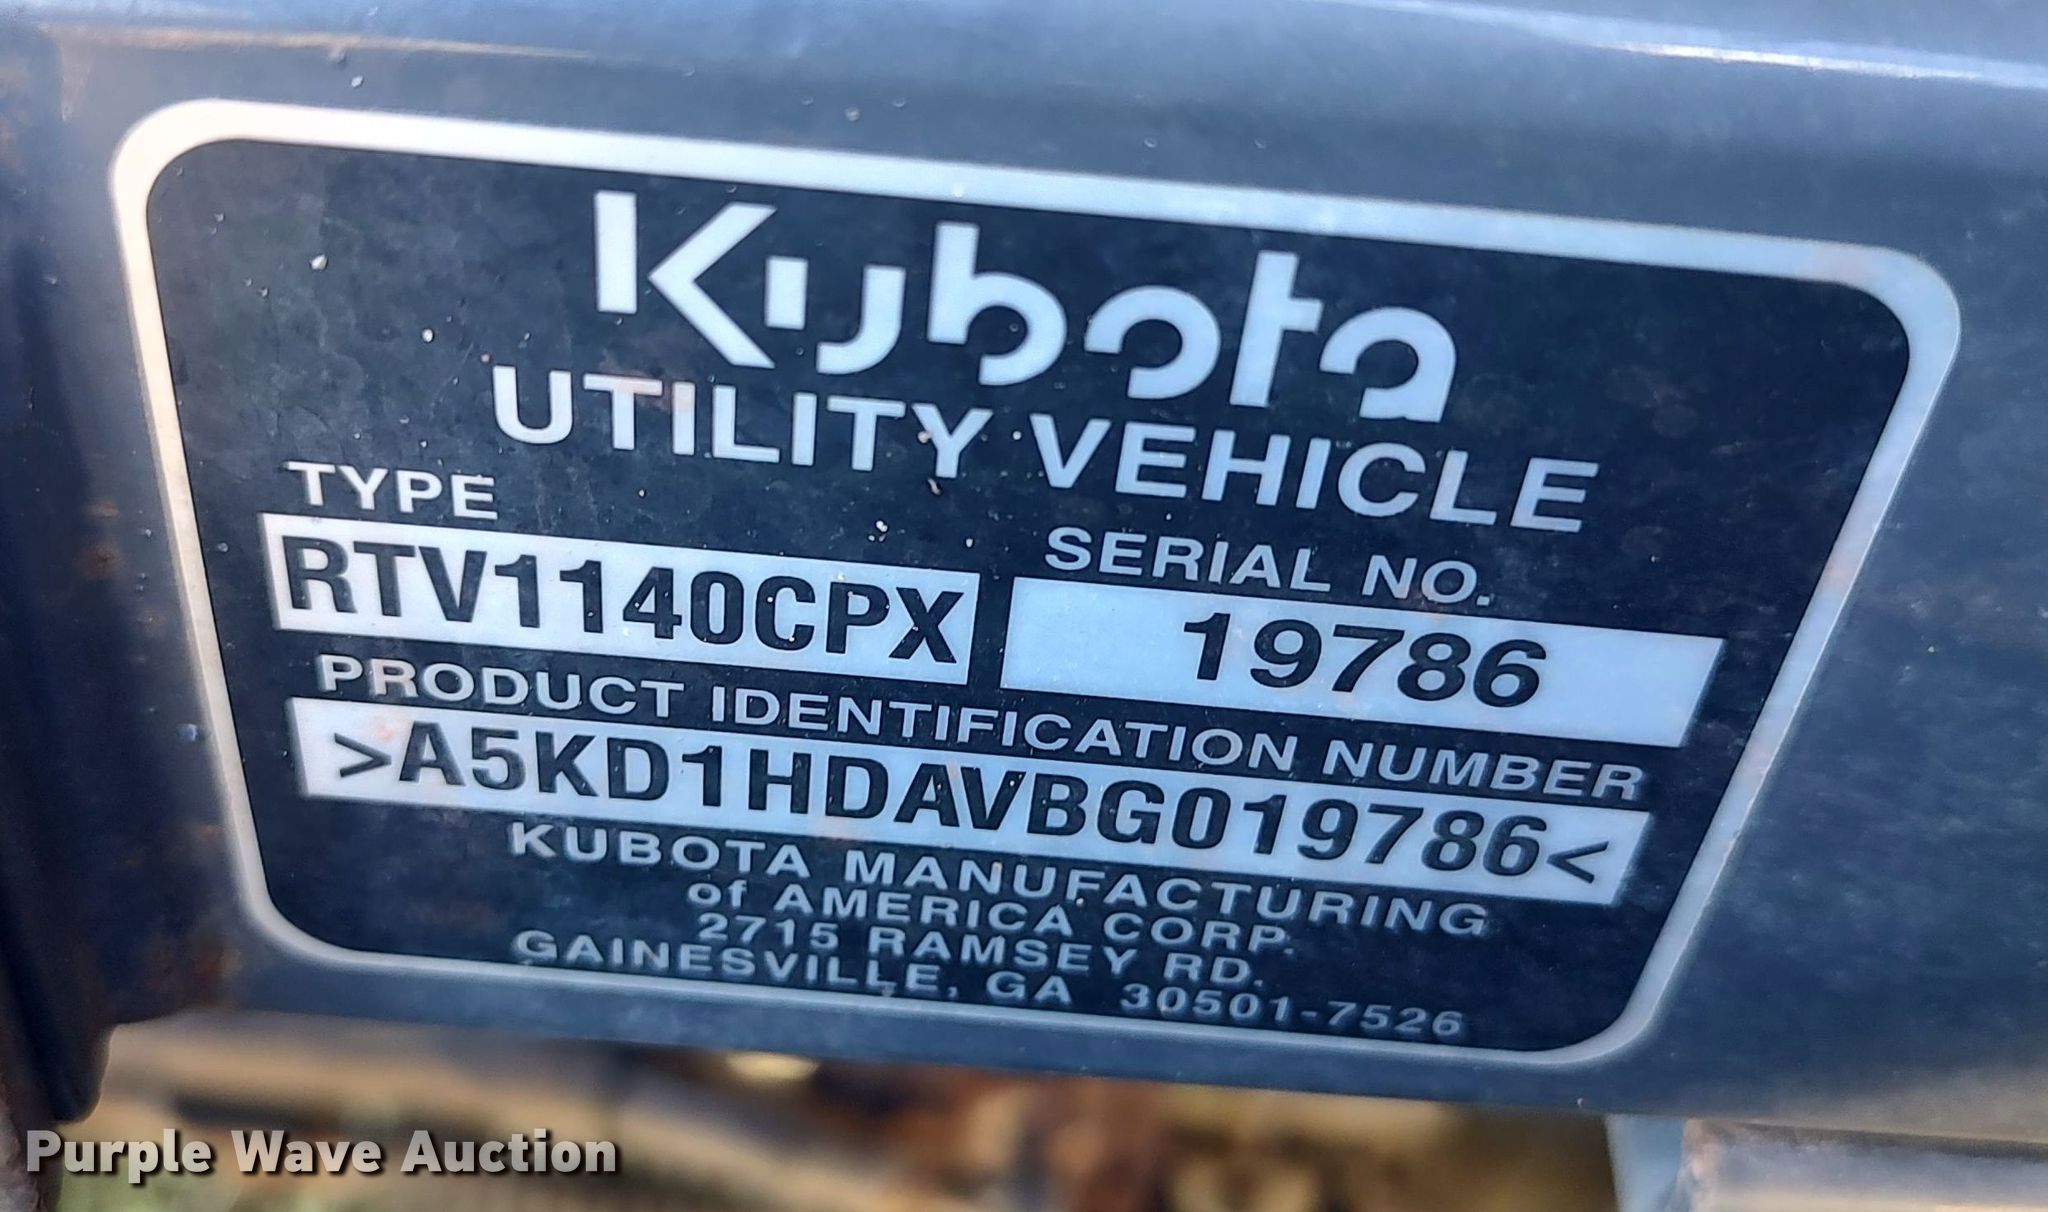 Kubota
UTILITY VEHICLE
TYPE
SERIAL NO.
RTV1140CPX
19786
PRODUCT IDENTIFICATION NUMBER
>A5KD1HDAVBG019786<
KUBOTA MANUFACTURING
of AMERICA CORP.
2715 RAMSEY RD.
GAINESVILLE, GA 30501-7526
Purple Wave Auction